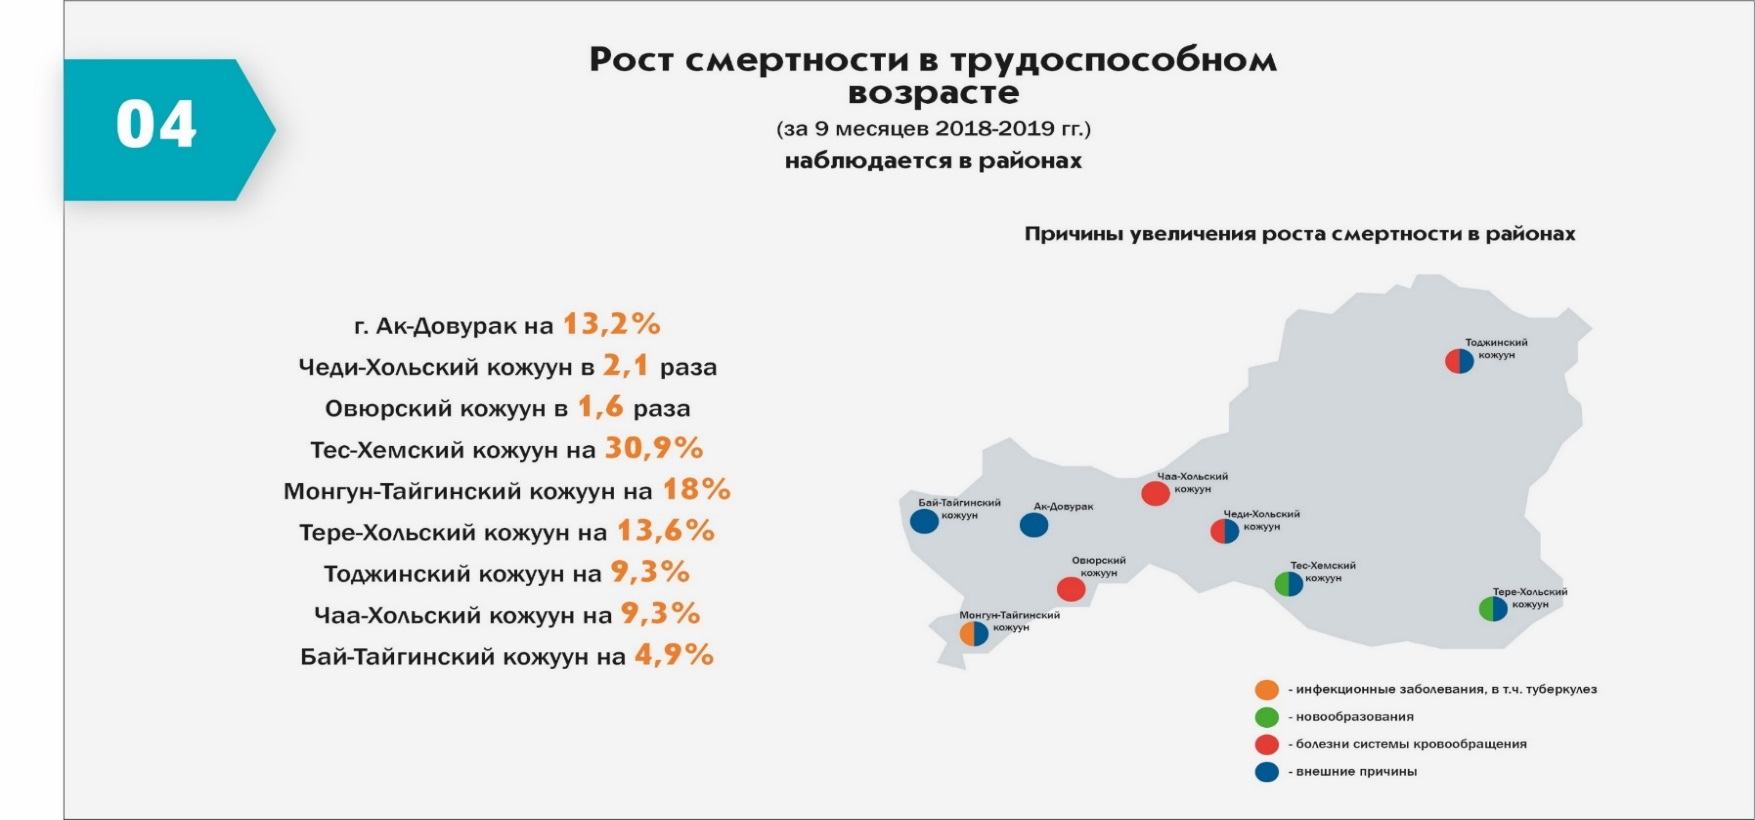 04
Рост смертности в трудоспособном
возрасте
(за 9 месяцев 2018-2019 гг.)
наблюдается в районах
г. Ак-Довурак на 13,2%
Чеди-Хольский кожуун в 2,1 раза
Овюрский кожуун в 1,6 раза
Тес-Хемский кожуун на 30,9%
Монгун-Тайгинский кожуун на 18%
Тере-Хольский кожуун на 13,6%
Тоджинский кожуун на 9,3%
Чаа-Хольский кожуун на 9,3%
Бай-Тайгинский кожуун на 4,9%
Причины увеличения роста смертности в районах
Тоджинский
кожуун
Чаа-Хольский
кожуун
Бай-Тайгинский
кожуун
Ак-Довурак
Чеди-Хольский
кожуун
Овюрский
кожуун
Тес-Хемский
кожуун
Тере-Хольский
кожуун
Монгун-Тайгинский
кожуун
- инфекционные заболевания, в т.ч. туберкулез
- новообразования
- болезни системы кровообращения
- внешние причины